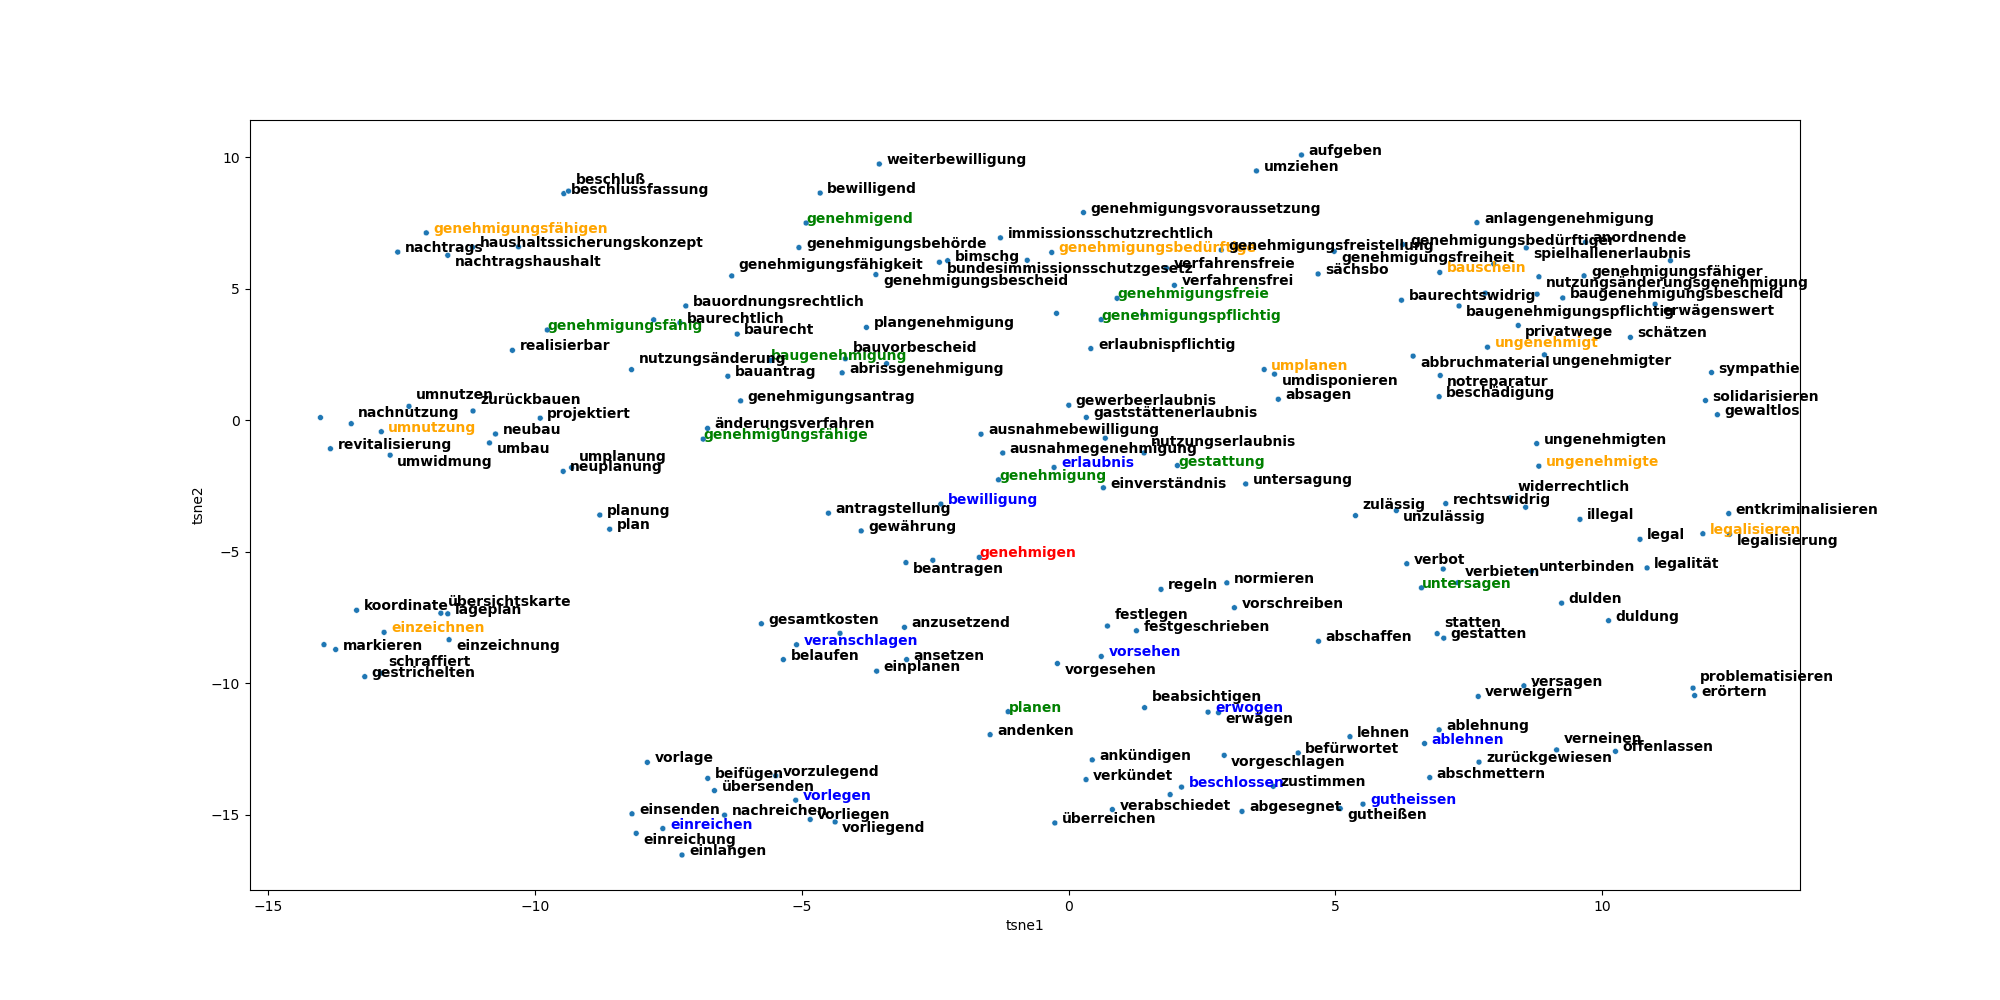 aufgeben
weiterbewilligung
umziehen
10
beschluß
beschlussfassung
bewilligend
genehmigungsvoraussetzung
genehmigend
anlagengenehmigung
genehmigungsfähigen
immissionsschutzrechtlich
anordnende
nachtrags
haushaltssicherungskonzept
genehmigungsbehörde
genehmigungsbedürftige
genehmigungsfreistellung
genehmigungsbedürftiger
nachtragshaushalt
bimschg
genehmigungsfreiheit
spielhallenerlaubnis
genehmigungsfähigkeit
bundesimmissionsschutzgesetz
verfahrensfreie
sächsbo
bauschein
genehmigungsfähiger
genehmigungsbescheid
verfahrensfrei
nutzungsänderungsgenehmigung
5
bauordnungsrechtlich
genehmigungsfreie
baurechtswidrig
baugenehmigungsbescheid
genehmigungsfähig
baurechtlich
baurecht
plangenehmigung
genehmigungspflichtig
baugenehmigungspflichtig
erwägenswert
privatwege
schätzen
realisierbar
nutzungsänderung
baugenehmigung
bauvorbescheid
erlaubnispflichtig
ungenehmigt
bauantrag
abrissgenehmigung
umplanen
abbruchmaterial
ungenehmigter
umdisponieren
notreparatur
sympathie
umnutzen
zurückbauen
genehmigungsantrag
absagen
beschädigung
solidarisieren
nachnutzung
projektiert
gewerbeerlaubnis
gaststättenerlaubnis
gewaltlos
0
umnutzung
neubau
änderungsverfahren
genehmigungsfähige
ausnahmebewilligung
nutzungserlaubnis
ungenehmigten
revitalisierung
umbau
ausnahmegenehmigung
umwidmung
umplanung
neuplanung
erlaubnis
gestattung
ungenehmigte
genehmigung
einverständnis
untersagung
widerrechtlich
bewilligung
rechtswidrig
planung
antragstellung
zulässig
unzulässig
illegal
entkriminalisieren
plan
gewährung
legal
legalisieren
legalisierung
−5
genehmigen
beantragen
verbot
verbieten
unterbinden
legalität
regeln
normieren
untersagen
koordinate
übersichtskarte
lageplan
vorschreiben
dulden
einzeichnen
gesamtkosten
anzusetzend
festlegen
festgeschrieben
statten
gestatten
duldung
markieren
einzeichnung
veranschlagen
abschaffen
schraffiert
belaufen
ansetzen
einplanen
vorsehen
gestrichelten
vorgesehen
−10
versagen
verweigern
problematisieren
erörtern
planen
beabsichtigen
erwogen
erwägen
andenken
lehnen
ablehnung
ablehnen
verneinen
offenlassen
vorlage
ankündigen
vorgeschlagen
befürwortet
zurückgewiesen
beifügen
vorzulegend
verkündet
beschlossen
zustimmen
abschmettern
übersenden
vorlegen
gutheissen
−15
einsenden
nachreichen
vorliegen
verabschiedet
abgesegnet
gutheißen
einreichen
vorliegend
überreichen
einreichung
einlangen
−15
−10
−5
0
5
10
tsne1
tsne2